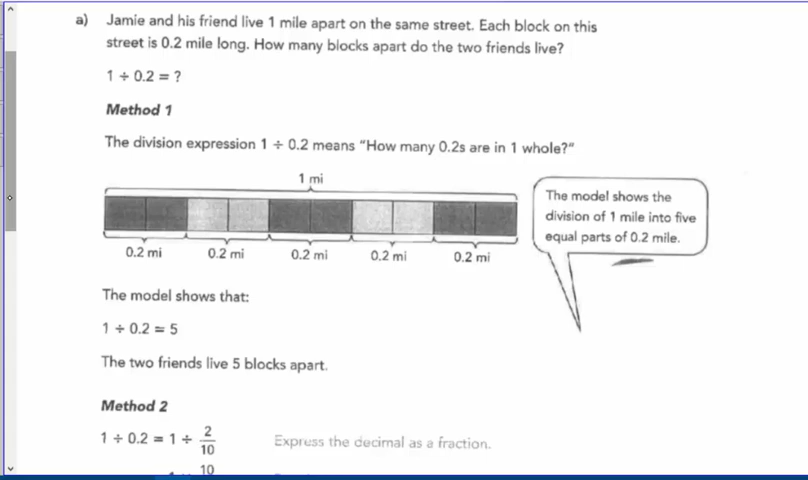 a) Jamie and his friend live 1 mile apart on the same street. Each block on this
street is 0.2 mile long. How many blocks apart do the two friends live?
1 ÷ 0.2 = ?
Method 1
The division expression 1 ÷ 0.2 means "How many 0.2s are in 1 whole?"
1 mi
0.2 mi 0.2 mi 0.2 mi 0.2 mi 0.2 mi
The model shows the
division of 1 mile into five
equal parts of 0.2 mile.
The model shows that:
1 ÷ 0.2 = 5
The two friends live 5 blocks apart.
Method 2
1 ÷ 0.2 = 1 ÷ 2/10 Express the decimal as a fraction.
10